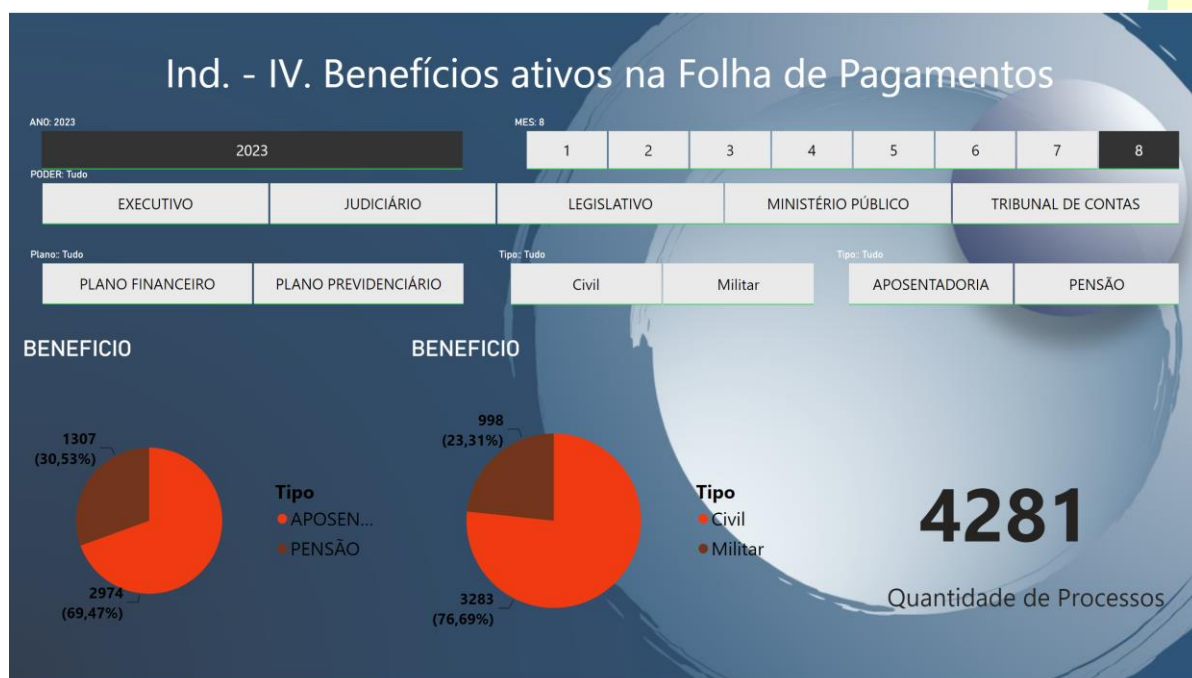 Ind. - IV. Benefícios ativos na Folha de Pagamentos
ANO: 2023
MES: 8
2023
1 2 3 4 5 6 7 8
PODER: Tudo
EXECUTIVO JUDICIÁRIO LEGISLATIVO MINISTÉRIO PÚBLICO TRIBUNAL DE CONTAS
Plano:: Tudo
Tipo:: Tudo
Tipo:: Tudo
PLANO FINANCEIRO PLANO PREVIDENCIÁRIO Civil Militar APOSENTADORIA PENSÃO
BENEFICIO
1307
(30,53%)
2974
(69,47%)
Tipo
APOSEN...
PENSÃO
BENEFICIO
998
(23,31%)
3283
(76,69%)
Tipo
Civil
Militar
4281
Quantidade de Processos